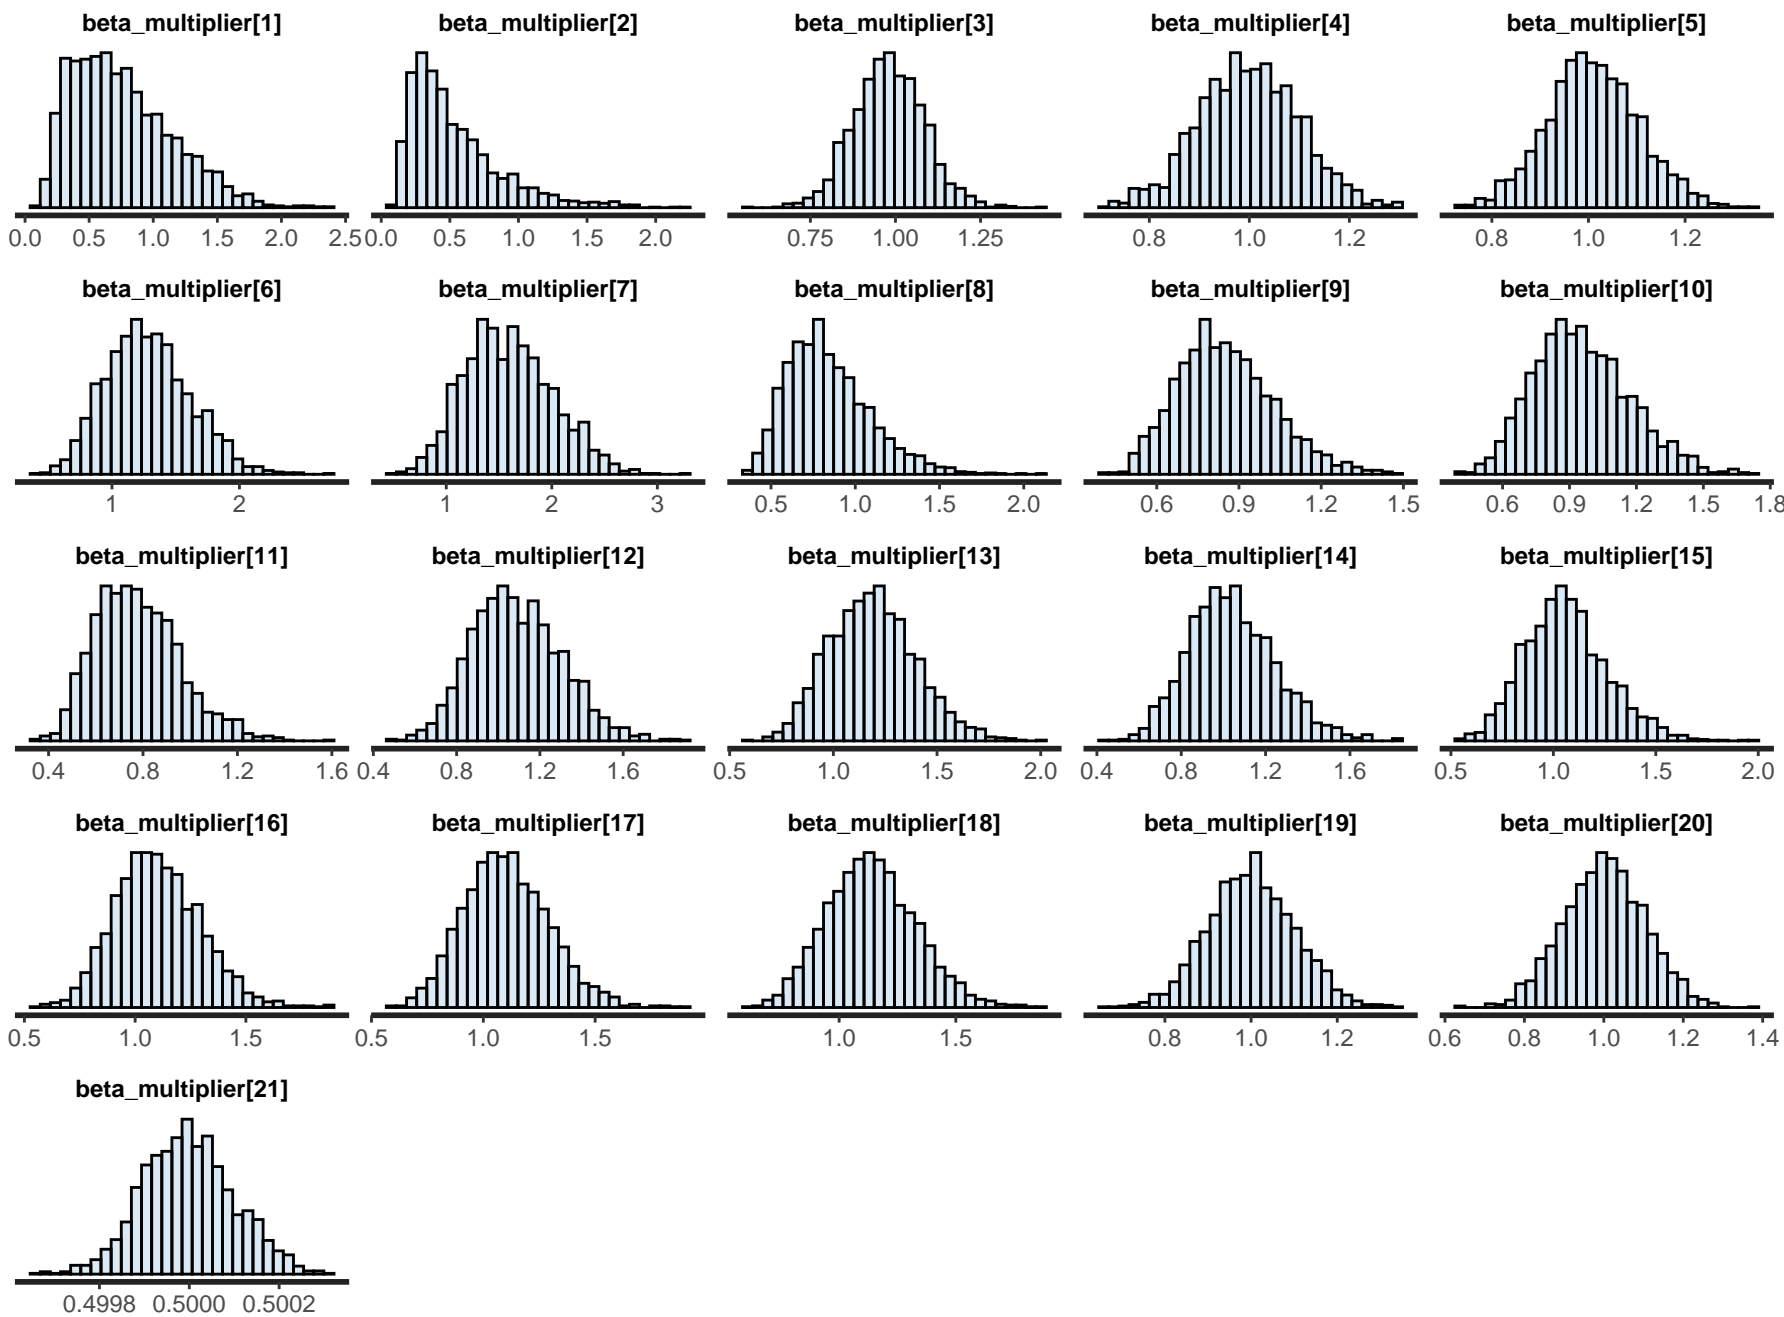 beta_multiplier[1] beta_multiplier[2] beta_multiplier[3] beta_multiplier[4] beta_multiplier[5]
0.0 0.5 1.0 1.5 2.0 2.5 0.0 0.5 1.0 1.5 2.0 0.75 1.00 1.25 0.8 1.0 1.2 0.8 1.0 1.2
beta_multiplier[6] beta_multiplier[7] beta_multiplier[8] beta_multiplier[9] beta_multiplier[10]
1 2 1 2 3 0.5 1.0 1.5 2.0 0.6 0.9 1.2 1.5 0.6 0.9 1.2 1.5 1.8
beta_multiplier[11] beta_multiplier[12] beta_multiplier[13] beta_multiplier[14] beta_multiplier[15]
0.4 0.8 1.2 1.6 0.4 0.8 1.2 1.6 0.5 1.0 1.5 2.0 0.4 0.8 1.2 1.6 0.5 1.0 1.5 2.0
beta_multiplier[16] beta_multiplier[17] beta_multiplier[18] beta_multiplier[19] beta_multiplier[20]
0.5 1.0 1.5 0.5 1.0 1.5 1.0 1.5 0.8 1.0 1.2 0.6 0.8 1.0 1.2 1.4
beta_multiplier[21]
0.4998 0.5000 0.5002